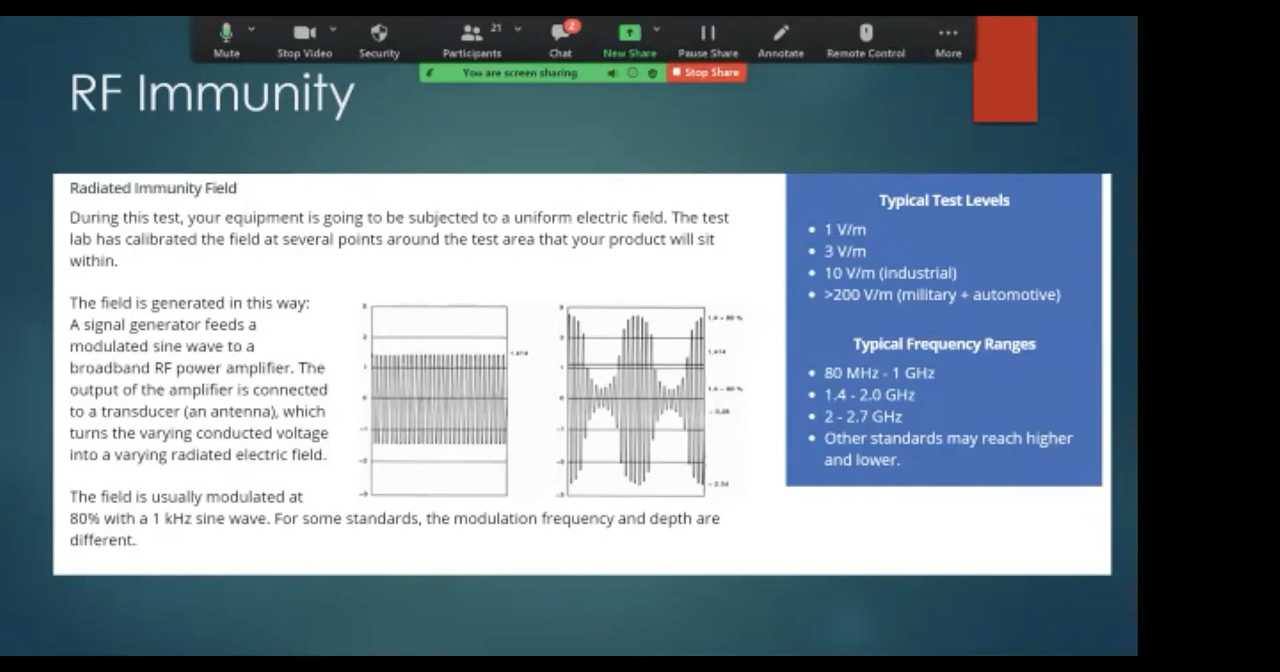 21
2
Mute
Stop Video
Security
Participants
Chat
New Share
Pause Share
Annotate
Remote Control
More
You are screen sharing
Stop Share
RF Immunity
Radiated Immunity Field
During this test, your equipment is going to be subjected to a uniform electric field. The test
lab has calibrated the field at several points around the test area that your product will sit
within.
The field is generated in this way:
A signal generator feeds a
modulated sine wave to a
broadband RF power amplifier. The
output of the amplifier is connected
to a transducer (an antenna), which
turns the varying conducted voltage
into a varying radiated electric field.
The field is usually modulated at
80% with a 1 kHz sine wave. For some standards, the modulation frequency and depth are
different.
Typical Test Levels
• 1 V/m
• 3 V/m
• 10 V/m (industrial)
• >200 V/m (military + automotive)
Typical Frequency Ranges
• 80 MHz - 1 GHz
• 1.4 - 2.0 GHz
• 2 - 2.7 GHz
• Other standards may reach higher
and lower.